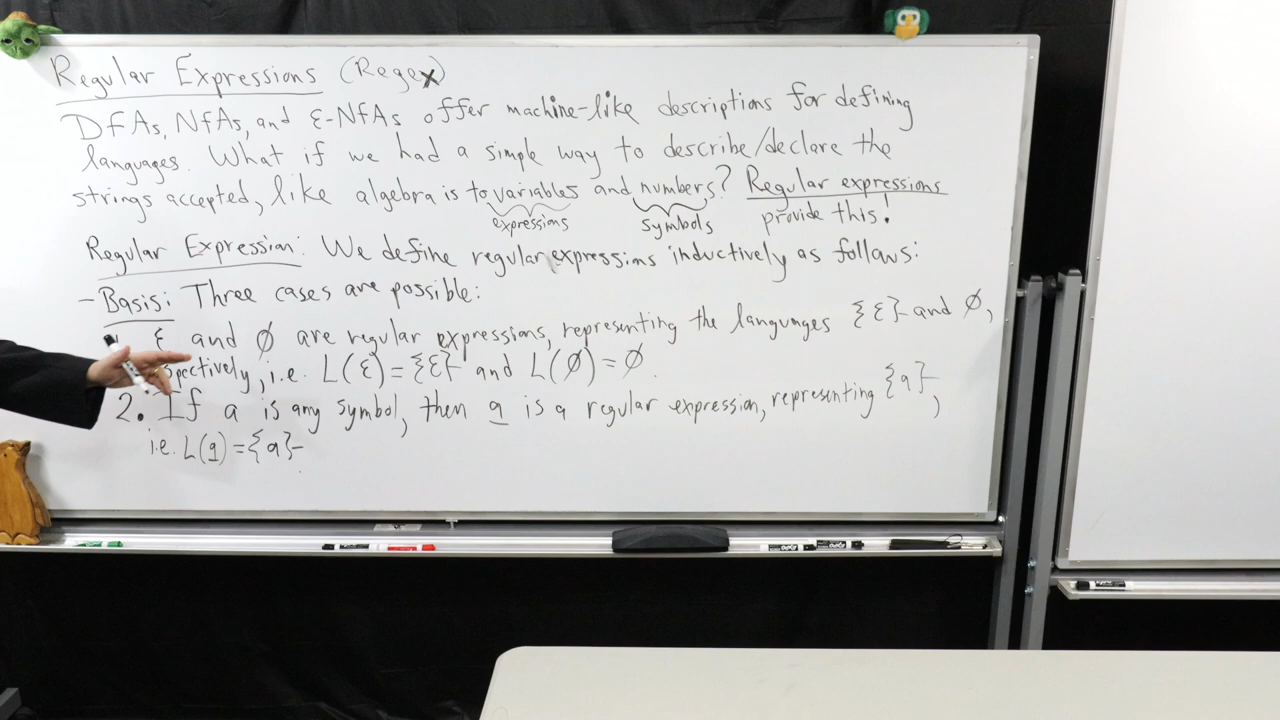 Regular Expressions (Regex)
DFAs, NFAs, and ε-NFAs offer machine-like descriptions for defining
languages. What if we had a simple way to describe/declare the
strings accepted, like algebra is to variables and numbers? Regular expressions
expressions symbols provide this!
Regular Expression: We define regular expressions inductively as follows:
- Basis: Three cases are possible:
ε and ∅ are regular expressions, representing the languages {ε} and ∅,
pectively, i.e. L(ε)={ε} and L(∅)=∅.
2. If a is any symbol, then a is a regular expression, representing {a},
i.e. L(a)={a}.